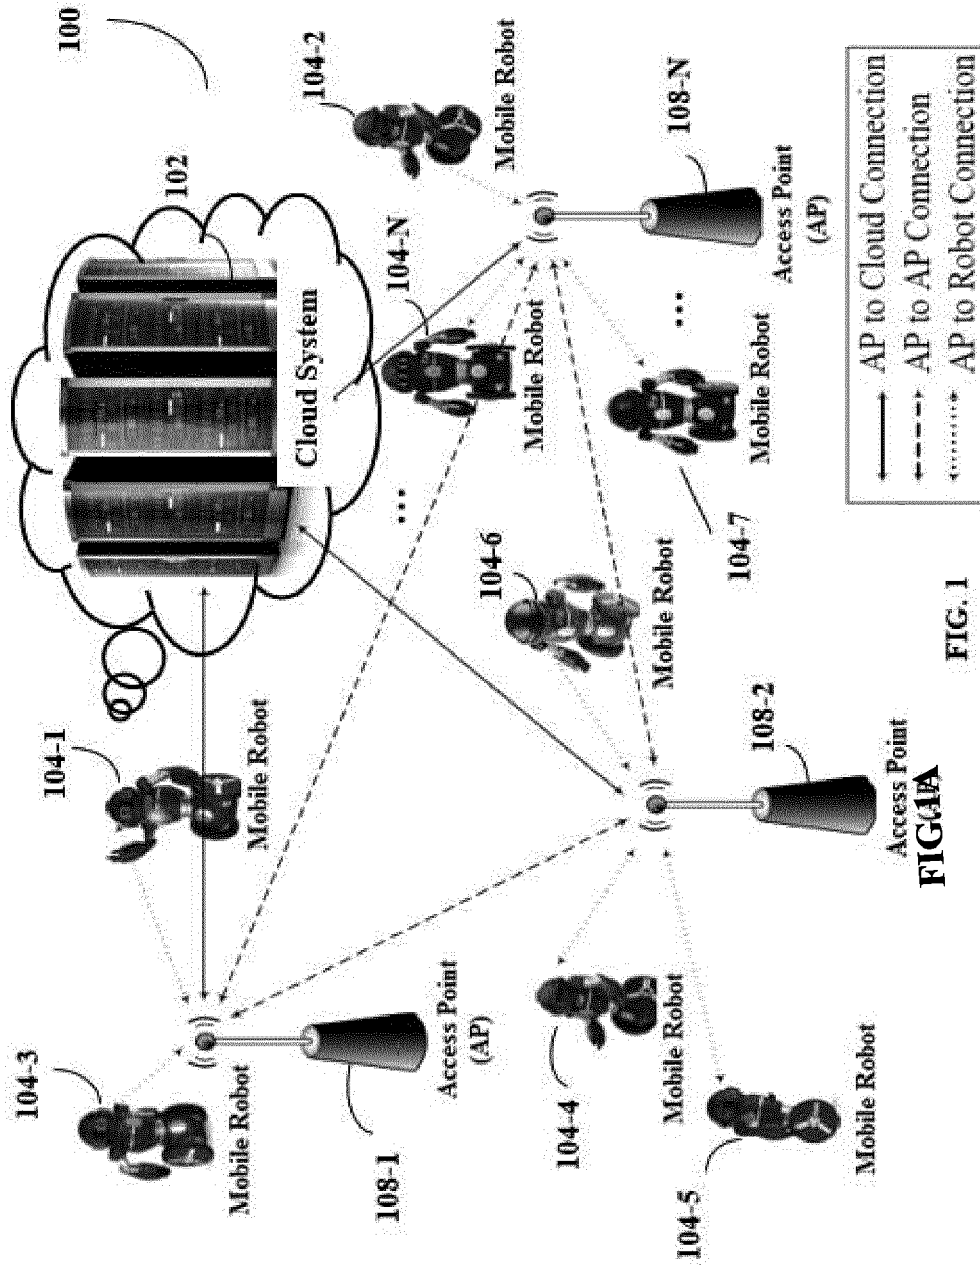 100
104-3
104-1
102
104-2
Mobile Robot
Mobile Robot
Cloud System
108-1
...
104-N
Access Point
(AP)
104-6
Mobile Robot
Mobile Robot
104-4
Mobile Robot
Mobile Robot
108-N
...
104-5
104-7
108-2
Mobile Robot
Access Point
(AP)
Mobile Robot
Access Point
FIG. 1A
AP to Cloud Connection
AP to AP Connection
AP to Robot Connection
FIG. 1